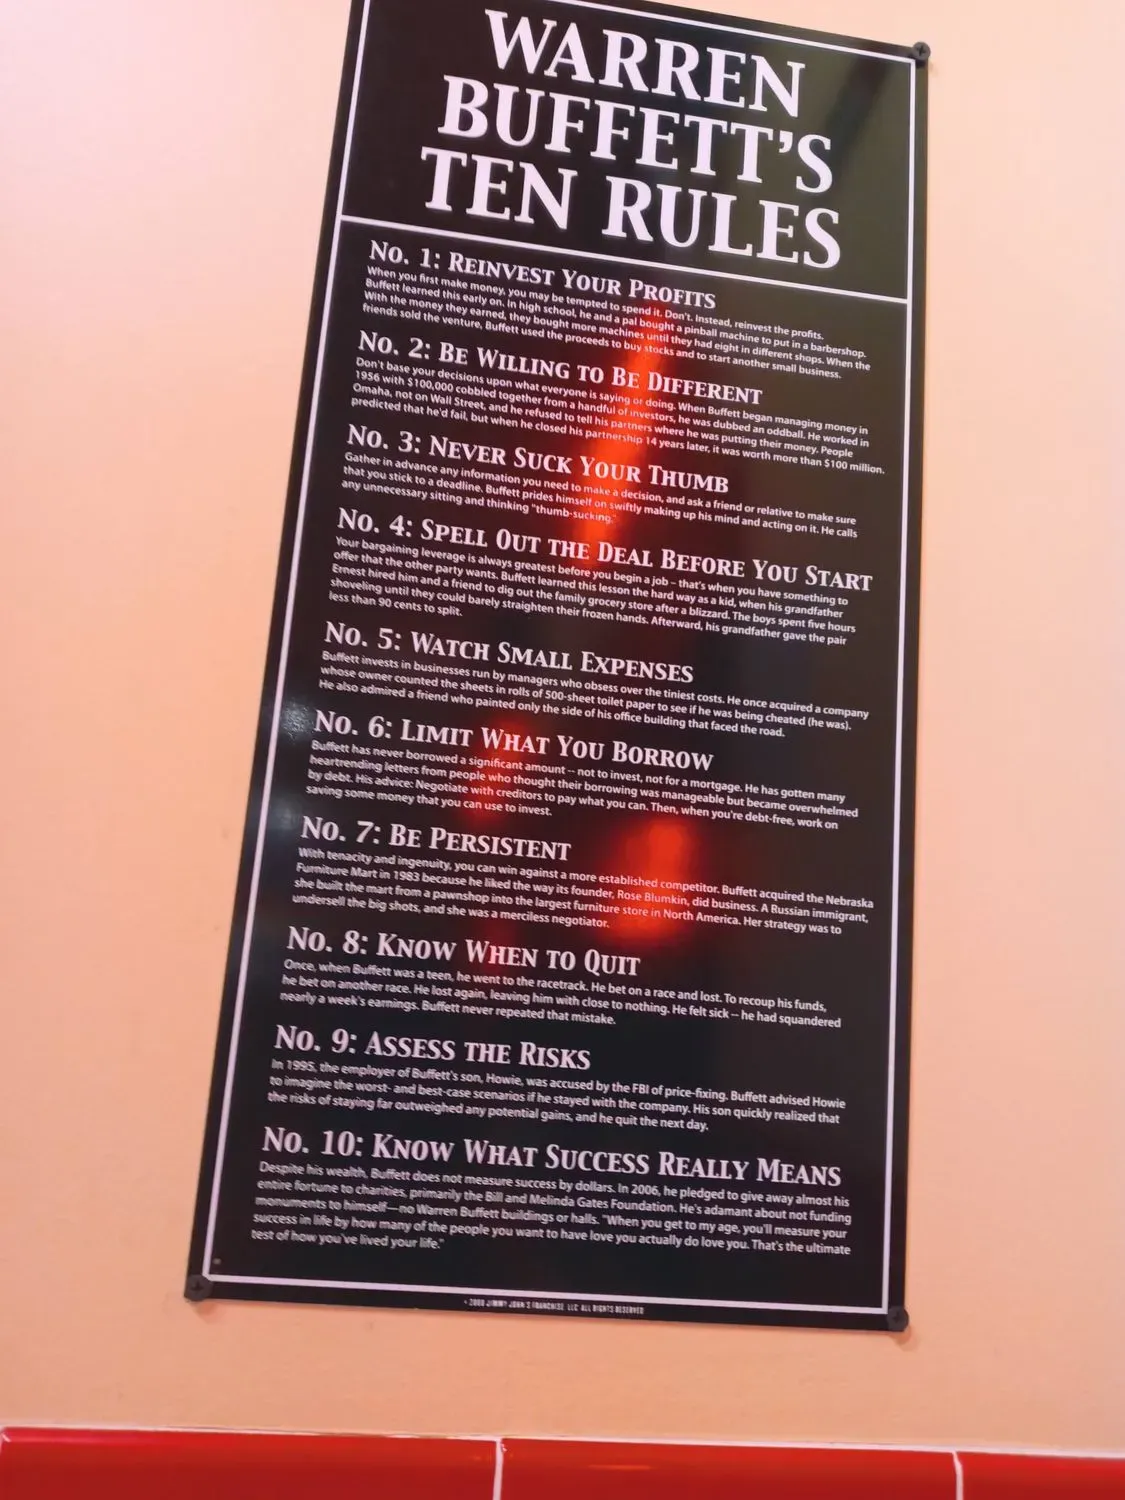 WARREN
BUFFETT'S
TEN RULES
No. 1: Reinvest Your Profits
When you first make money, you may be tempted to spend it. Don't. Instead, reinvest the profits.
Buffett learned this early on. In high school, he and a pal bought a pinball machine to put in a barbershop.
With the money they earned, they bought more machines until they had eight in different shops. When the
friends sold the venture, Buffett used the proceeds to buy stocks and to start another small business.
No. 2: Be Willing to Be Different
Don't base your decisions upon what everyone is saying or doing. When Buffett began managing money in
1956 with $100,000 cobbled together from a handful of investors, he was dubbed an oddball. He worked in
Omaha, not on Wall Street, and he refused to tell his partners where he was putting their money. People
predicted that he'd fail, but when he closed his partnership 14 years later, it was worth more than $100 million.
No. 3: Never Suck Your Thumb
Gather in advance any information you need to make a decision, and ask a friend or relative to make sure
that you stick to a deadline. Buffett prides himself on swiftly making up his mind and acting on it. He calls
any unnecessary sitting and thinking "thumb-sucking."
No. 4: Spell Out the Deal Before You Start
Your bargaining leverage is always greatest before you begin a job – that's when you have something to
offer that the other party wants. Buffett learned this lesson the hard way as a kid, when his grandfather
Ernest hired him and a friend to dig out the family grocery store after a blizzard. The boys spent five hours
shoveling until they could barely straighten their frozen hands. Afterward, his grandfather gave the pair
less than 90 cents to split.
No. 5: Watch Small Expenses
Buffett invests in businesses run by managers who obsess over the tiniest costs. He once acquired a company
whose owner counted the sheets in rolls of 500-sheet toilet paper to see if he was being cheated (he was).
He also admired a friend who painted only the side of his office building that faced the road.
No. 6: Limit What You Borrow
Buffett has never borrowed a significant amount -- not to invest, not for a mortgage. He has gotten many
heartrending letters from people who thought their borrowing was manageable but became overwhelmed
by debt. His advice: Negotiate with creditors to pay what you can. Then, when you're debt-free, work on
saving some money that you can use to invest.
No. 7: Be Persistent
With tenacity and ingenuity, you can win against a more established competitor. Buffett acquired the Nebraska
Furniture Mart in 1983 because he liked the way its founder, Rose Blumkin, did business. A Russian immigrant,
she built the mart from a pawnshop into the largest furniture store in North America. Her strategy was to
undersell the big shots, and she was a merciless negotiator.
No. 8: Know When to Quit
Once, when Buffett was a teen, he went to the racetrack. He bet on a race and lost. To recoup his funds,
he bet on another race. He lost again, leaving him with close to nothing. He felt sick -- he had squandered
nearly a week's earnings. Buffett never repeated that mistake.
No. 9: Assess the Risks
In 1995, the employer of Buffett's son, Howie, was accused by the FBI of price-fixing. Buffett advised Howie
to imagine the worst- and best-case scenarios if he stayed with the company. His son quickly realized that
the risks of staying far outweighed any potential gains, and he quit the next day.
No. 10: Know What Success Really Means
Despite his wealth, Buffett does not measure success by dollars. In 2006, he pledged to give away almost his
entire fortune to charities, primarily the Bill and Melinda Gates Foundation. He's adamant about not funding
monuments to himself—no Warren Buffett buildings or halls. "When you get to my age, you'll measure your
success in life by how many of the people you want to have love you actually do love you. That's the ultimate
test of how you've lived your life."
JIMMY JOHN'S FRANCHISE, LLC ALL RIGHTS RESERVED